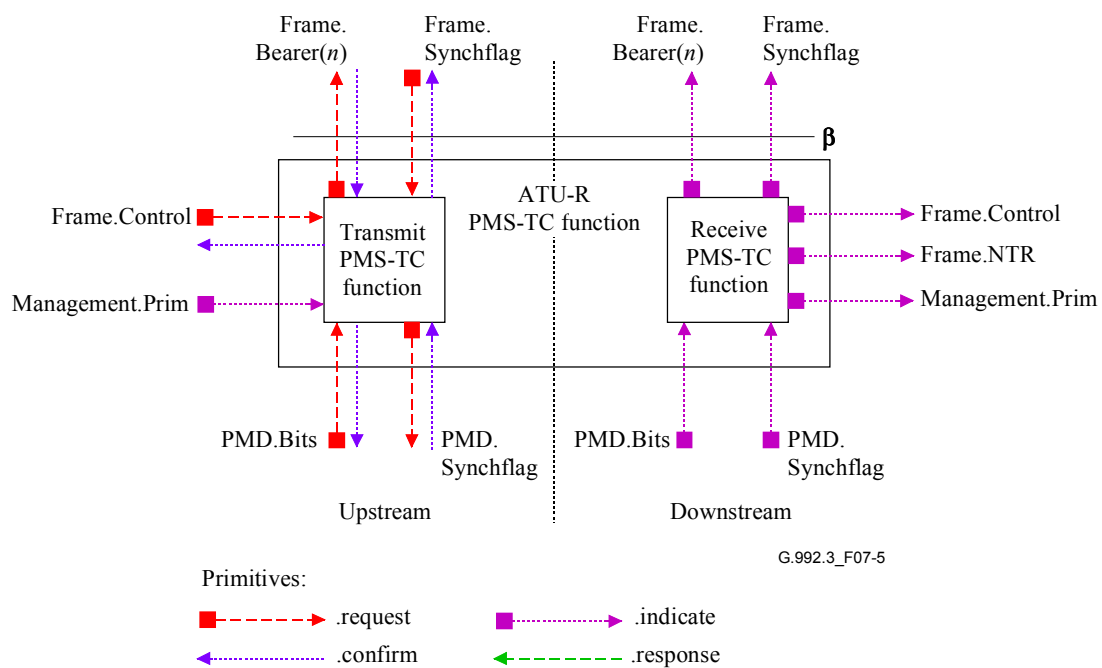 Frame.
Bearer(n)
Frame.
Synchflag
Frame.
Bearer(n)
Frame.
Synchflag
β
ATU-R
PMS-TC function
Frame.Control
Transmit
PMS-TC
function
Management.Prim
Receive
PMS-TC
function
Frame.Control
Frame.NTR
Management.Prim
PMD.Bits
PMD.
Synchflag
PMD.Bits
PMD.
Synchflag
Upstream
Downstream
G.992.3_F07-5
Primitives:
.request
.indicate
.confirm
.response